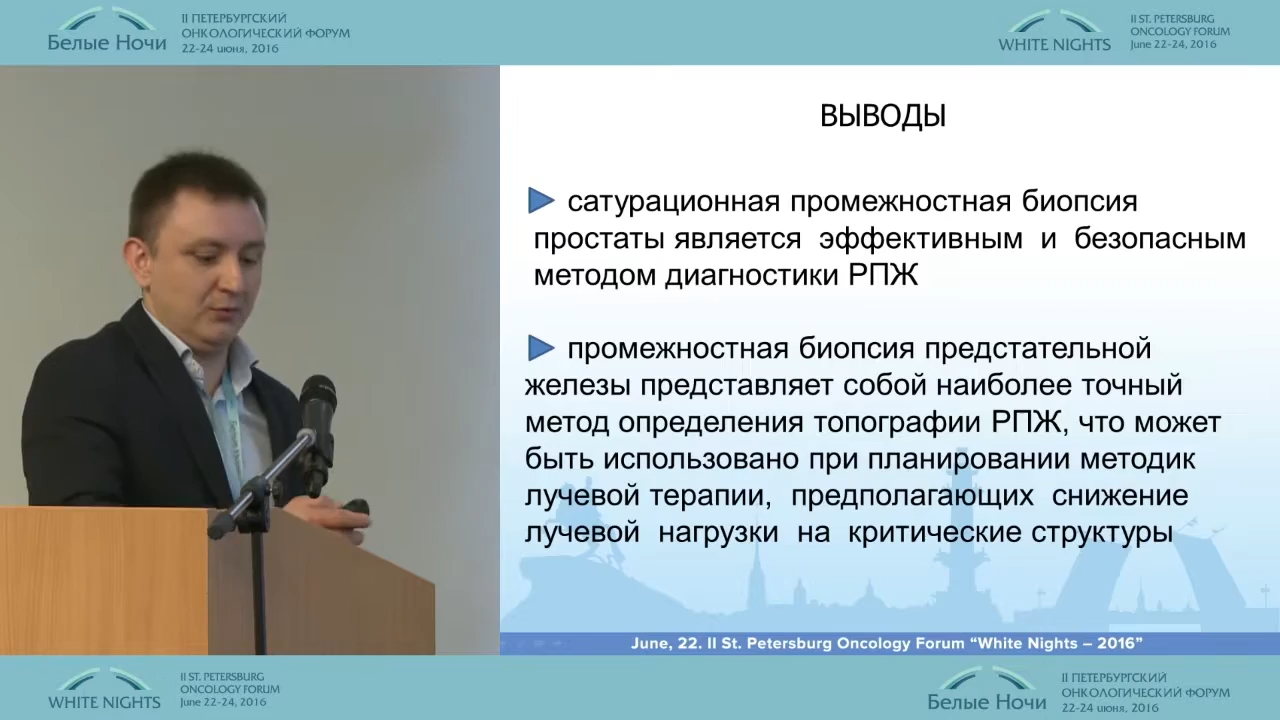 Белые Ночи
II ПЕТЕРБУРГСКИЙ
ОНКОЛОГИЧЕСКИЙ ФОРУМ
22-24 июня, 2016
WHITE NIGHTS
II ST. PETERSBURG
ONCOLOGY FORUM
June 22-24, 2016
ВЫВОДЫ
сатурационная промежностная биопсия
простаты является эффективным и безопасным
методом диагностики РПЖ
промежностная биопсия предстательной
железы представляет собой наиболее точный
метод определения топографии РПЖ, что может
быть использовано при планировании методик
лучевой терапии, предполагающих снижение
лучевой нагрузки на критические структуры
June, 22. II St. Petersburg Oncology Forum “White Nights – 2016”
WHITE NIGHTS
II ST. PETERSBURG
ONCOLOGY FORUM
June 22-24, 2016
Белые Ночи
II ПЕТЕРБУРГСКИЙ
ОНКОЛОГИЧЕСКИЙ ФОРУМ
22-24 июня, 2016